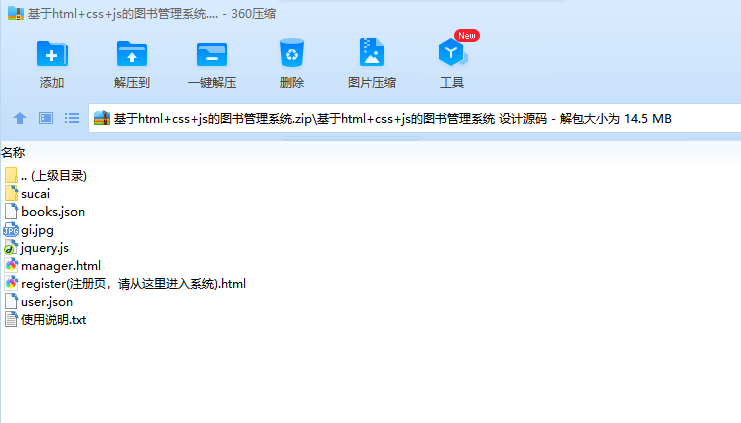 基于html+css+js的图书管理系统.... - 360压缩
New
添加 解压到 一键解压 删除 图片压缩 工具
基于html+css+js的图书管理系统.zip\基于html+css+js的图书管理系统 设计源码 - 解包大小为 14.5 MB
名称
.. (上级目录)
sucai
books.json
JPG gi.jpg
jquery.js
manager.html
register(注册页，请从这里进入系统).html
user.json
使用说明.txt